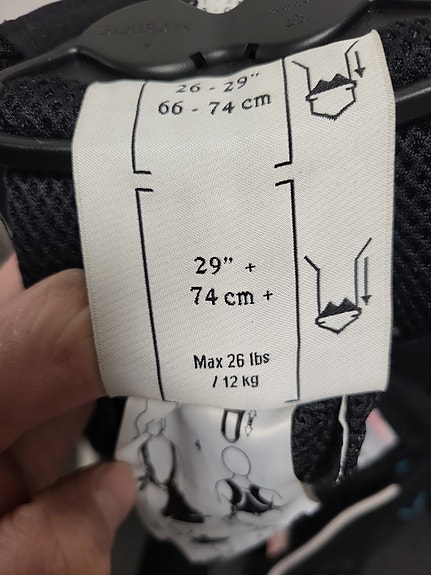 26 - 29"
66 - 74 cm
29" +
74 cm +
Max 26 lbs
/ 12 kg